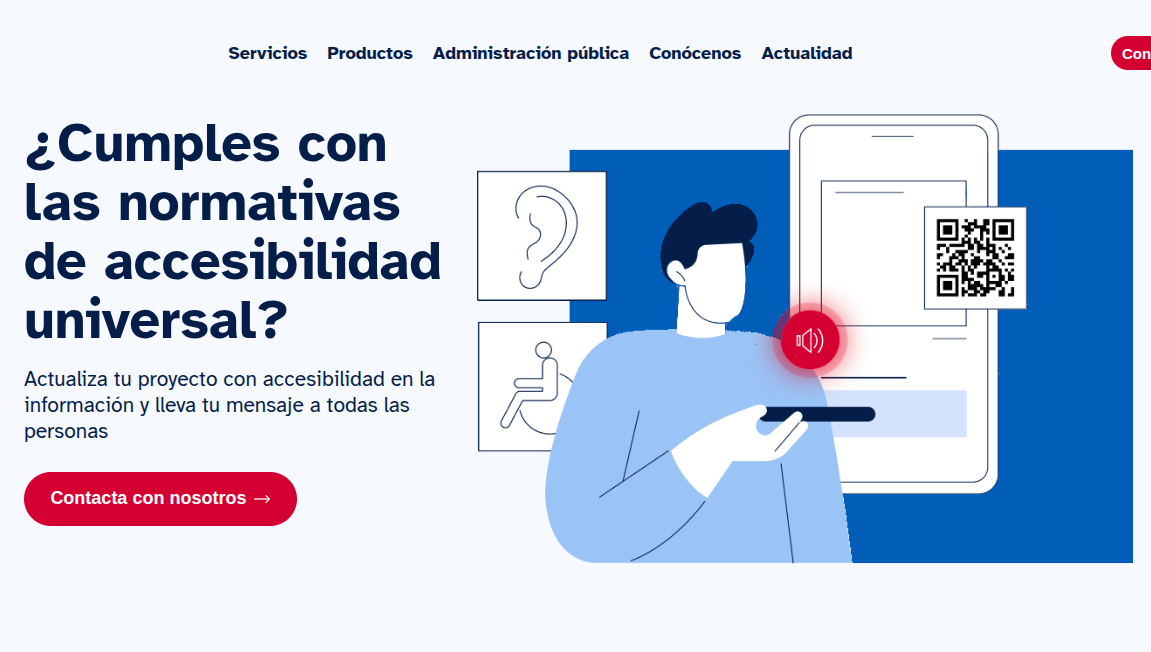 Servicios Productos Administración pública Conócenos Actualidad
Con
¿Cumples con
las normativas
de accesibilidad
universal?
Actualiza tu proyecto con accesibilidad en la
información y lleva tu mensaje a todas las
personas
Contacta con nosotros →